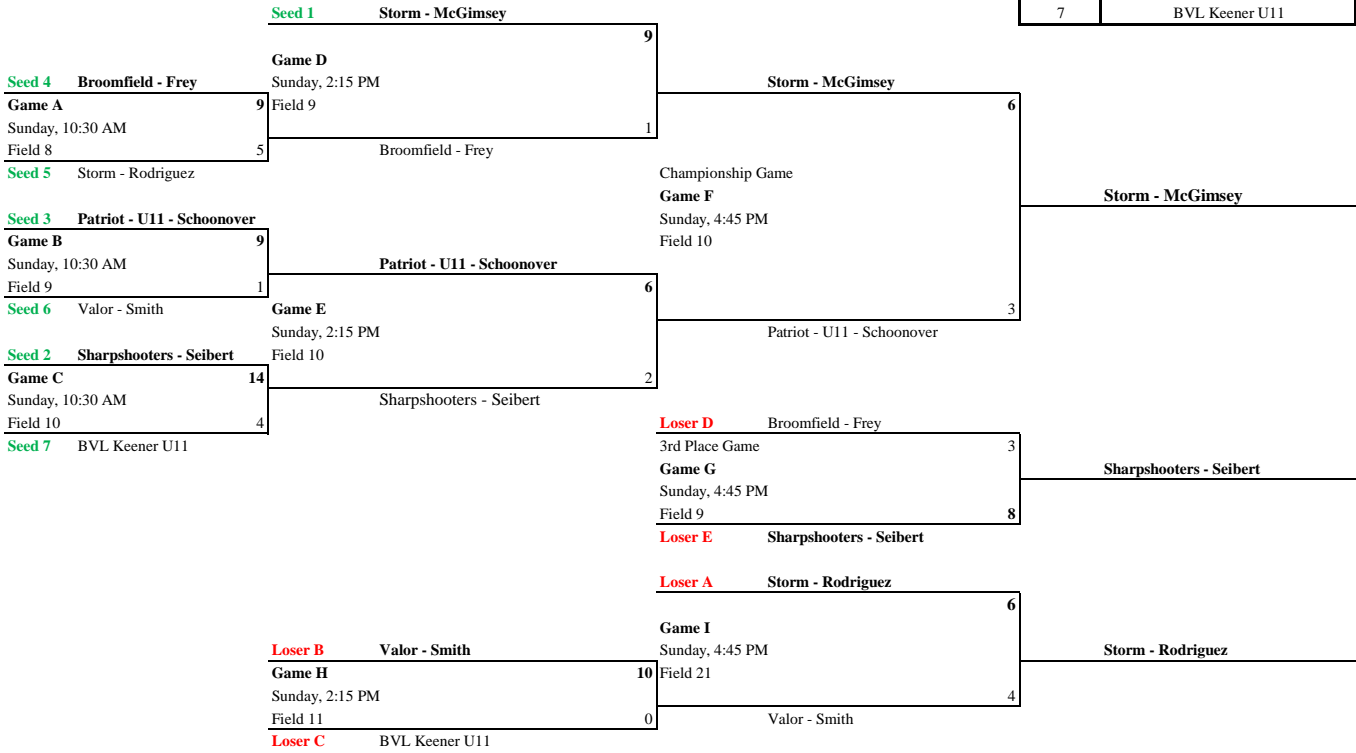 Seed 1 Storm - McGimsey 7 BVL Keener U11
9
Game D
Seed 4 Broomfield - Frey Sunday, 2:15 PM Storm - McGimsey
Game A 9 Field 9 6
Sunday, 10:30 AM 1
Field 8 5 Broomfield - Frey
Seed 5 Storm - Rodriguez Championship Game
Game F Storm - McGimsey
Seed 3 Patriot - U11 - Schoonover Sunday, 4:45 PM
Game B 9 Field 10
Sunday, 10:30 AM Patriot - U11 - Schoonover
Field 9 1 6
Seed 6 Valor - Smith Game E 3
Sunday, 2:15 PM Patriot - U11 - Schoonover
Seed 2 Sharpshooters - Seibert Field 10
Game C 14 2
Sunday, 10:30 AM Sharpshooters - Seibert
Field 10 4 Loser D Broomfield - Frey
Seed 7 BVL Keener U11 3rd Place Game 3
Game G Sharpshooters - Seibert
Sunday, 4:45 PM
Field 9 8
Loser E Sharpshooters - Seibert
Loser A Storm - Rodriguez
6
Game I
Loser B Valor - Smith Sunday, 4:45 PM Storm - Rodriguez
Game H 10 Field 21
Sunday, 2:15 PM 4
Field 11 0 Valor - Smith
Loser C BVL Keener U11